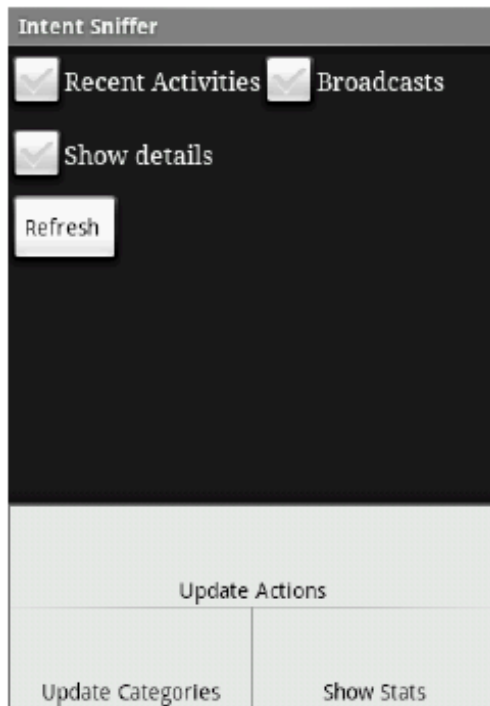 Intent Sniffer
Recent Activities Broadcasts
Show details
Refresh
Update Actions
Update Categories Show Stats